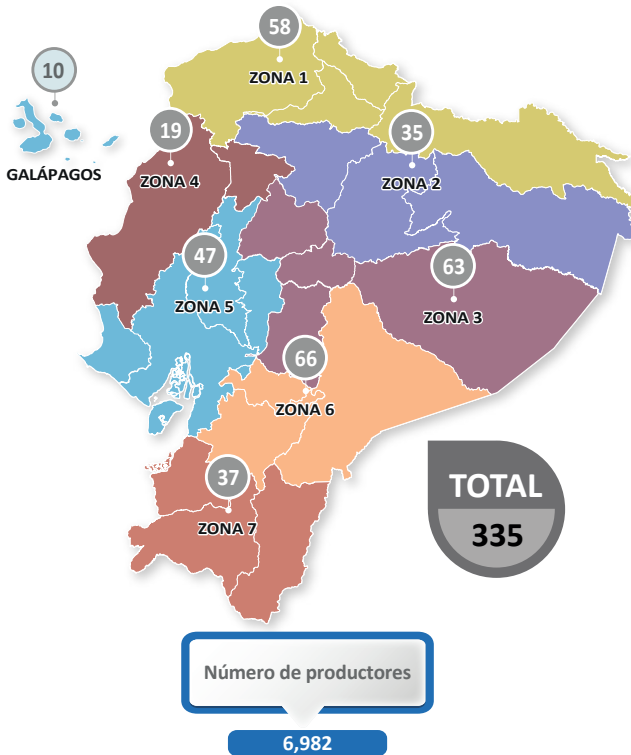 58
ZONA 1
10
GALÁPAGOS
19
ZONA 4
35
ZONA 2
47
ZONA 5
63
ZONA 3
66
ZONA 6
37
ZONA 7
TOTAL
335
Número de productores
6,982